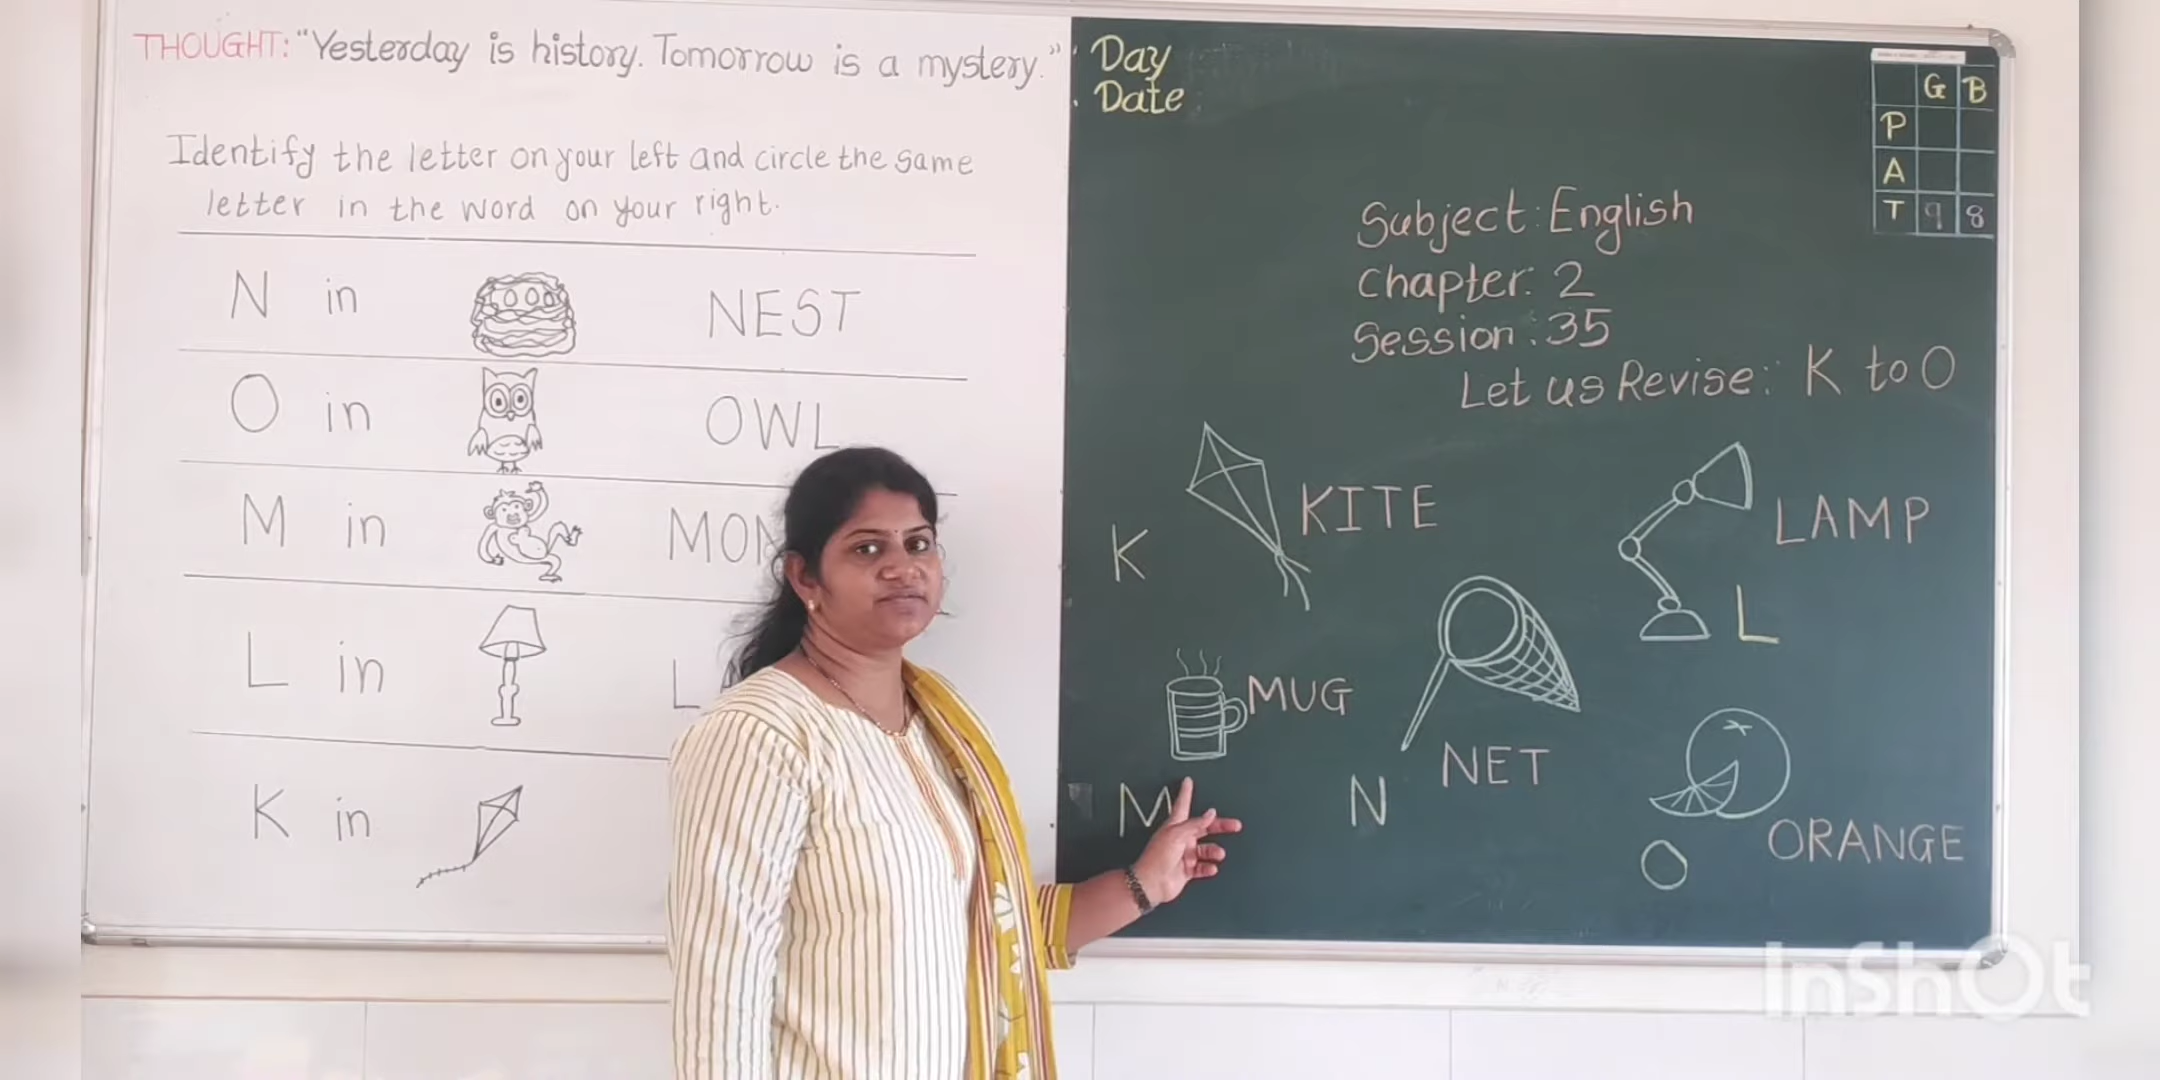 THOUGHT: "Yesterday is history. Tomorrow is a mystery."
Identify the letter on your left and circle the same
letter in the word on your right.
N in NEST
O in OWL
M in MON
L in L
K in
Day
Date
G B
P
A
T 9 8
Subject: English
Chapter: 2
Session: 35
Let us Revise: K to O
K KITE
LAMP
L
MUG
M
NET
N
ORANGE
O
InShOt